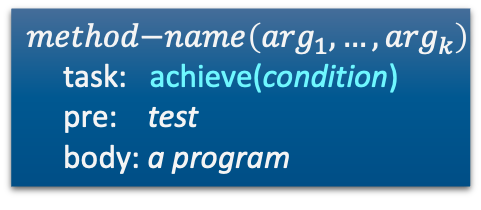 method−name(arg₁, …, argₖ)
task: achieve(condition)
pre: test
body: a program